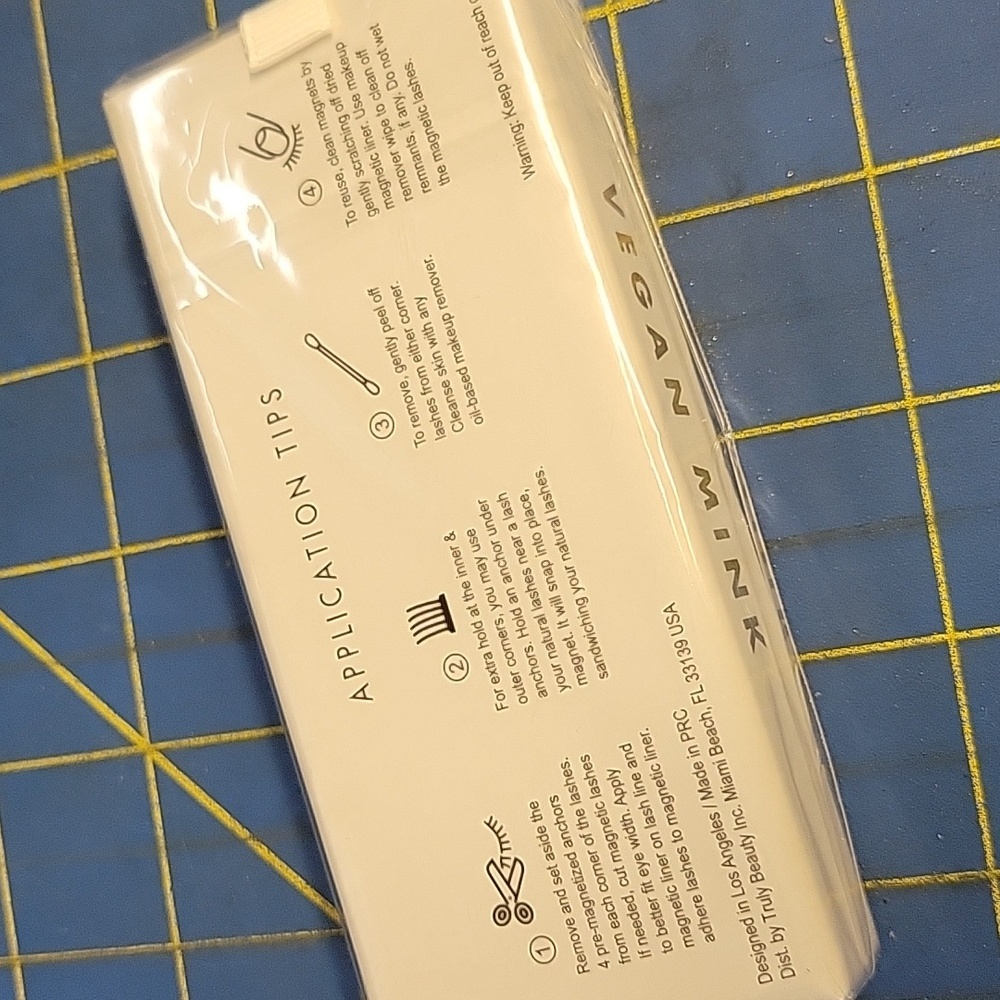 APPLICATION TIPS
1
Remove and set aside the
4 pre-magnetized anchors
from each corner of the lashes
If needed, cut magnetic lashes
to better fit eye width. Apply
magnetic liner on lash line and
adhere lashes to magnetic liner.
2
For extra hold at the inner &
outer corners, you may use
anchors. Hold an anchor under
your natural lashes near a lash
magnet. It will snap into place,
sandwiching your natural lashes.
3
To remove, gently peel off
lashes from either corner.
Cleanse skin with any
oil-based makeup remover.
4
To reuse, clean magnets by
gently scratching off dried
magnetic liner. Use makeup
remover wipe to clean off
remnants, if any. Do not wet
the magnetic lashes.
Designed in Los Angeles / Made in PRC
Dist. by Truly Beauty Inc. Miami Beach, FL 33139 USA
Warning: Keep out of reach
VEGAN MINK